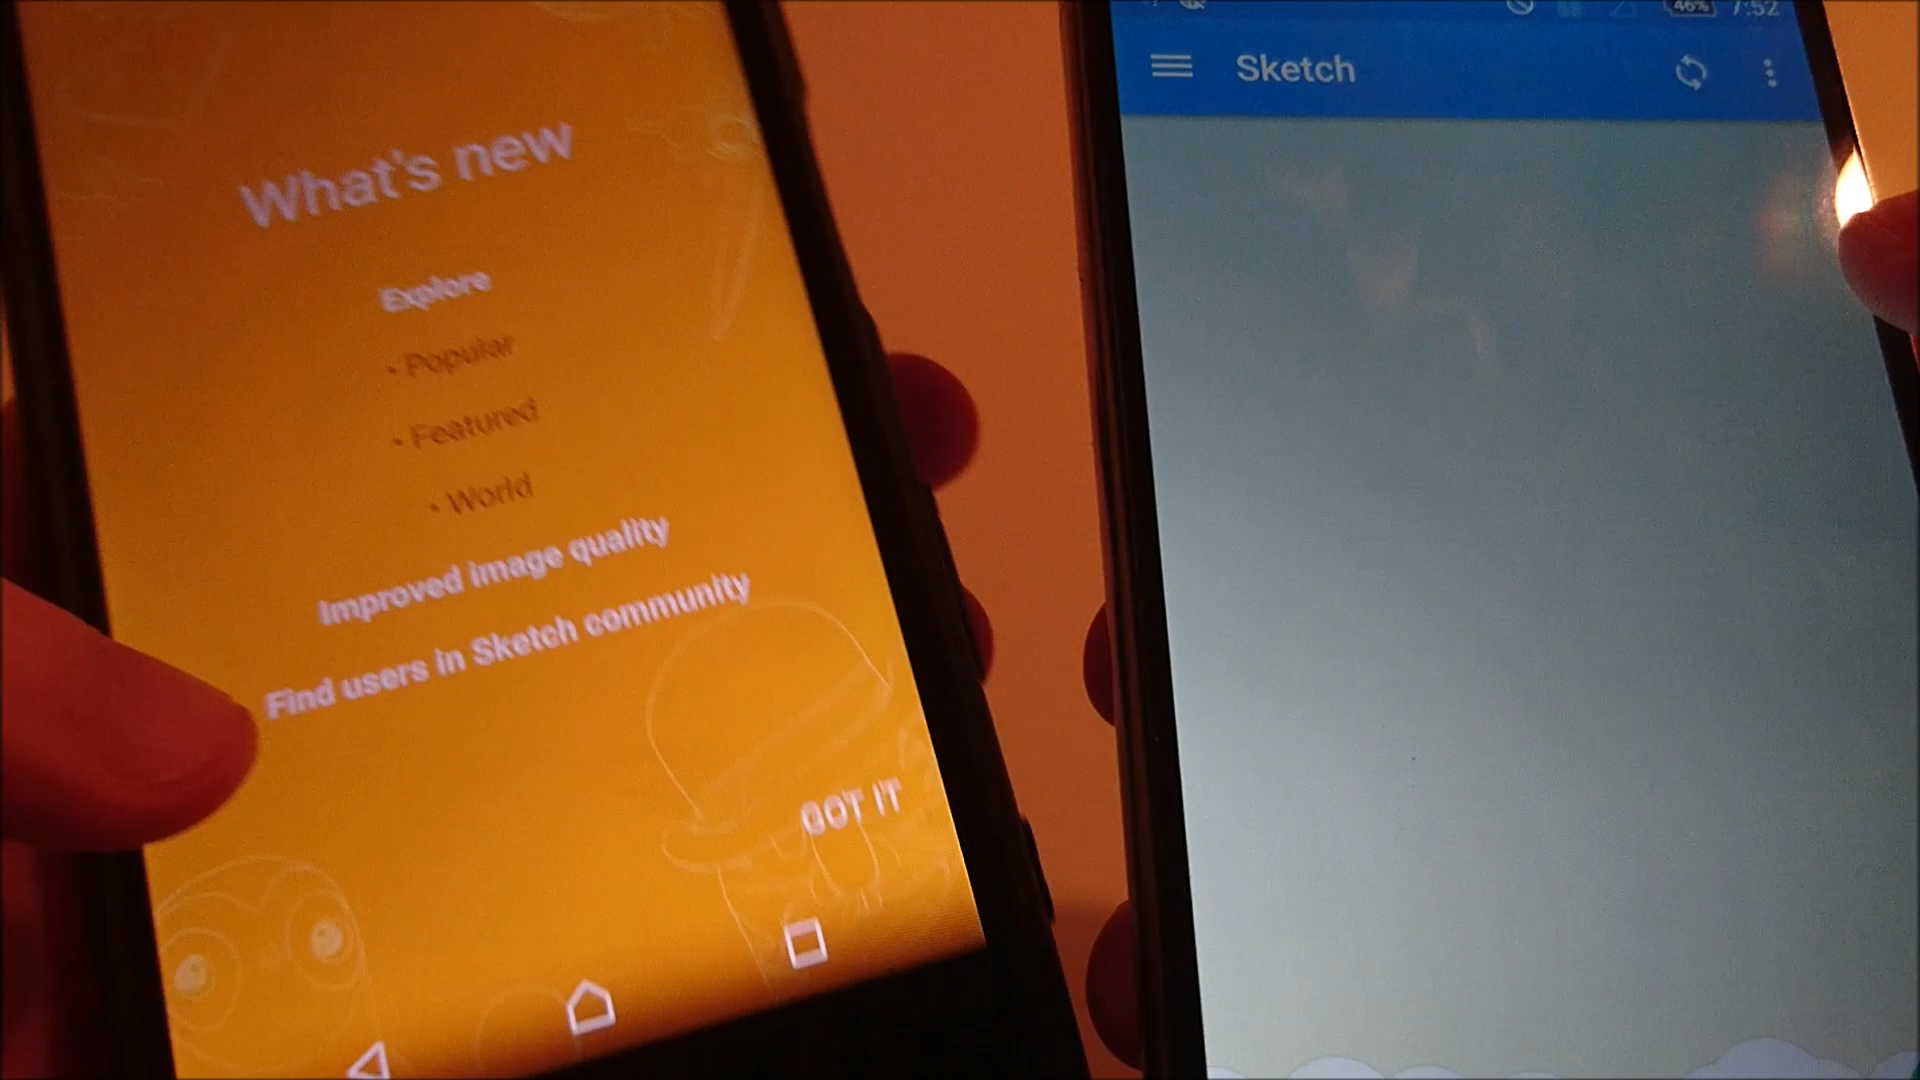 What's new
Explore
• Popular
• Featured
• World
Improved image quality
Find users in Sketch community
GOT IT
46% 7:52
Sketch